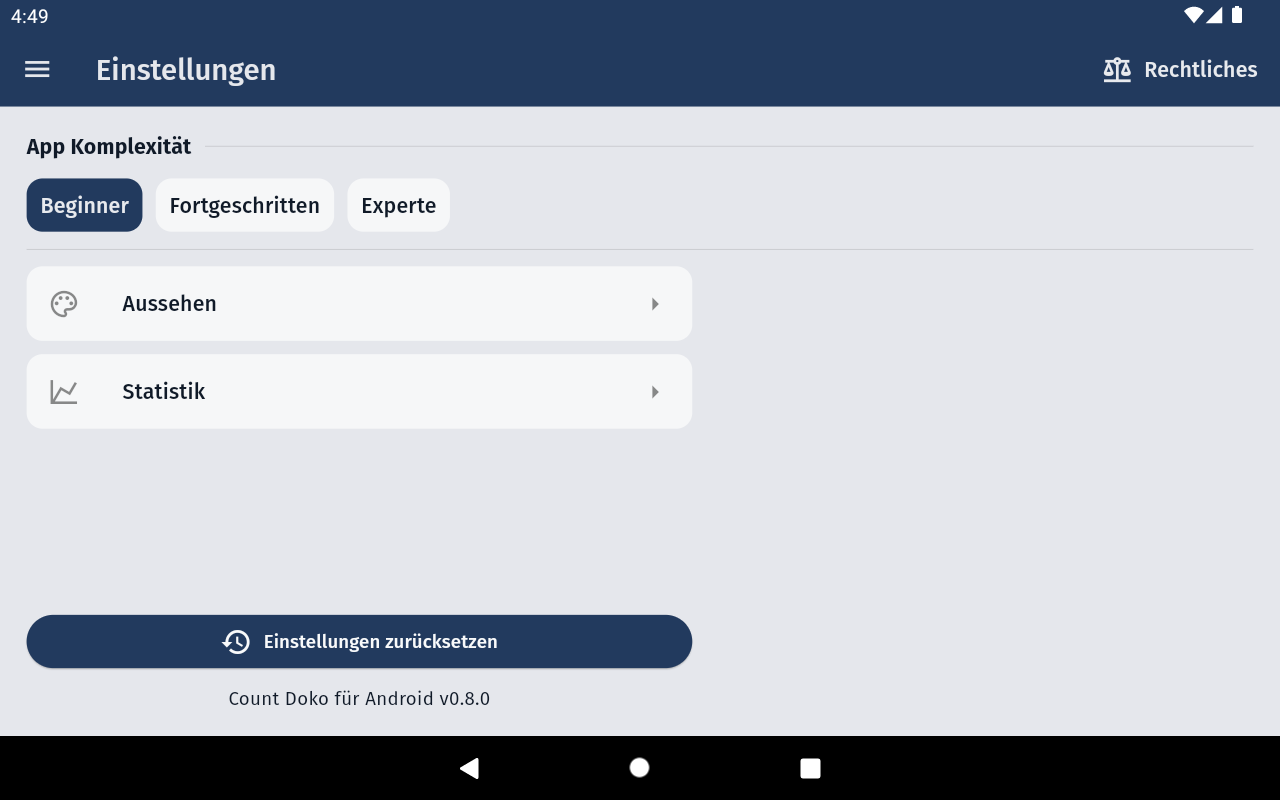 4:49
Einstellungen
Rechtliches
App Komplexität
Beginner
Fortgeschritten
Experte
Aussehen
Statistik
Einstellungen zurücksetzen
Count Doko für Android v0.8.0